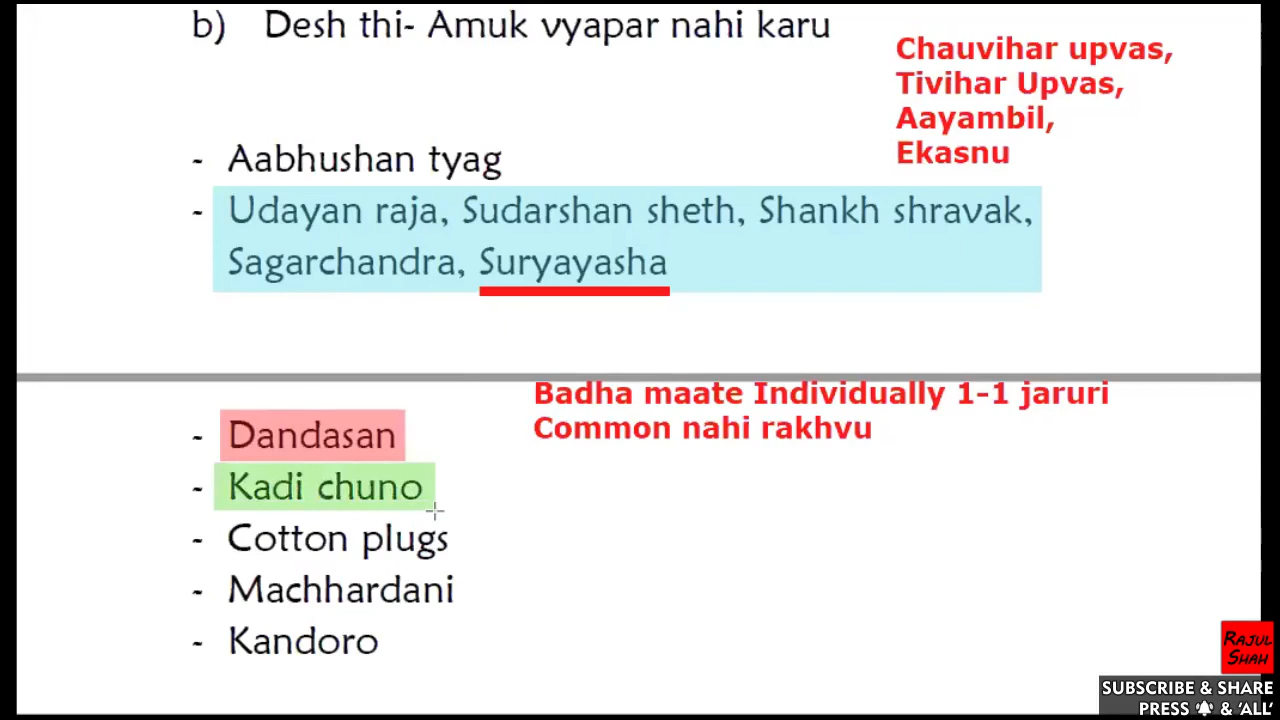 b) Desh thi- Amuk vyapar nahi karu
Chauvihar upvas,
Tivihar Upvas,
Aayambil,
Ekasnu
- Aabhushan tyag
- Udayan raja, Sudarshan sheth, Shankh shravak,
Sagarchandra, Suryayasha
Badha maate Individually 1-1 jaruri
Common nahi rakhvu
- Dandasan
- Kadi chuno
- Cotton plugs
- Machhardani
- Kandoro
RAJUL
SHAH
SUBSCRIBE & SHARE
PRESS & 'ALL'